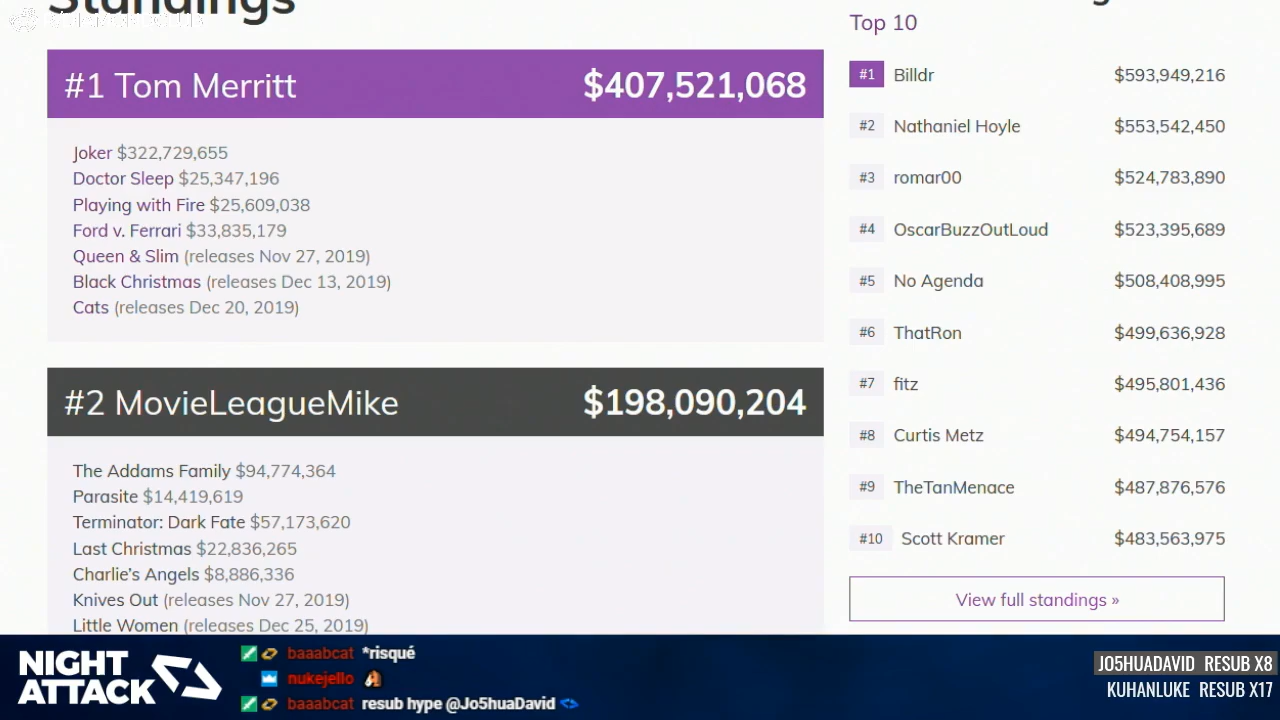 Standings
#1 Tom Merritt $407,521,068
Joker $322,729,655
Doctor Sleep $25,347,196
Playing with Fire $25,609,038
Ford v. Ferrari $33,835,179
Queen & Slim (releases Nov 27, 2019)
Black Christmas (releases Dec 13, 2019)
Cats (releases Dec 20, 2019)
#2 MovieLeagueMike $198,090,204
The Addams Family $94,774,364
Parasite $14,419,619
Terminator: Dark Fate $57,173,620
Last Christmas $22,836,265
Charlie's Angels $8,886,336
Knives Out (releases Nov 27, 2019)
Little Women (releases Dec 25, 2019)
Top 10
#1 Billdr $593,949,216
#2 Nathaniel Hoyle $553,542,450
#3 romar00 $524,783,890
#4 OscarBuzzOutLoud $523,395,689
#5 No Agenda $508,408,995
#6 ThatRon $499,636,928
#7 fitz $495,801,436
#8 Curtis Metz $494,754,157
#9 TheTanMenace $487,876,576
#10 Scott Kramer $483,563,975
View full standings »
NIGHT
ATTACK
baaabcat *risqué
nukejello
baaabcat resub hype @Jo5huaDavid
JO5HUADAVID RESUB X8
KUHANLUKE RESUB X17